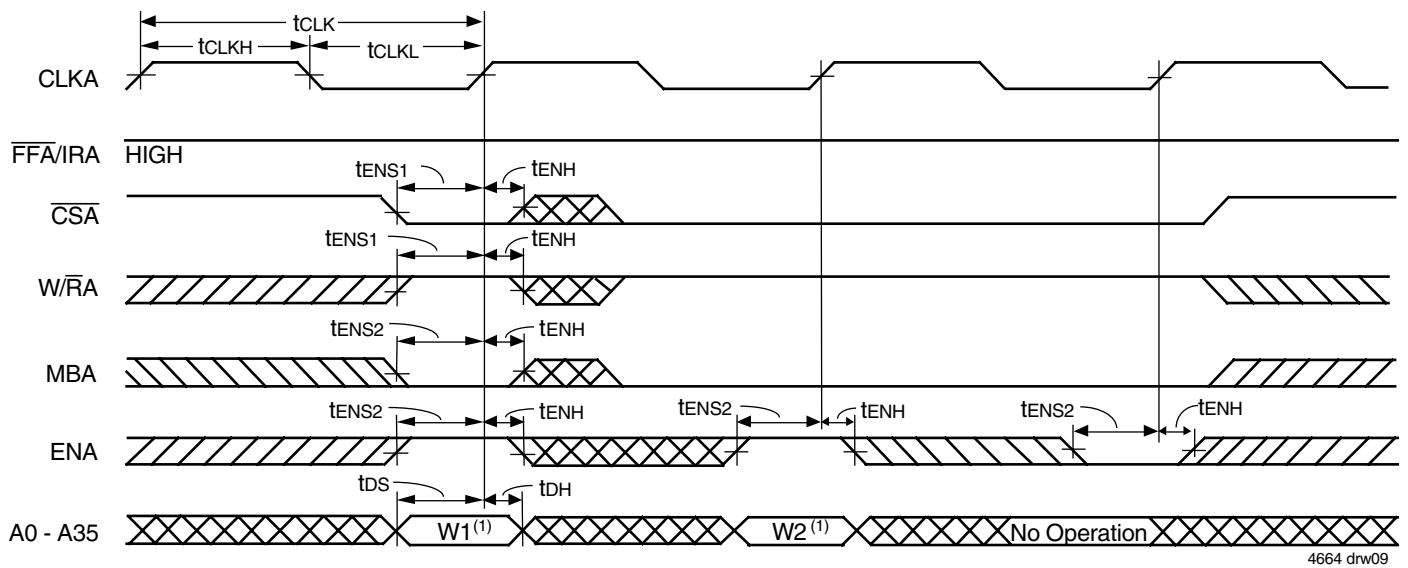 tCLK
tCLKH tCLKL
CLKA
FFA/IRA HIGH
tENS1 tENH
CSA
tENS1 tENH
W/RA
tENS2 tENH
MBA
tENS2 tENH tENS2 tENH tENS2 tENH
ENA
tDS tDH
A0 - A35 W1(1) W2 (1) No Operation
4664 drw09